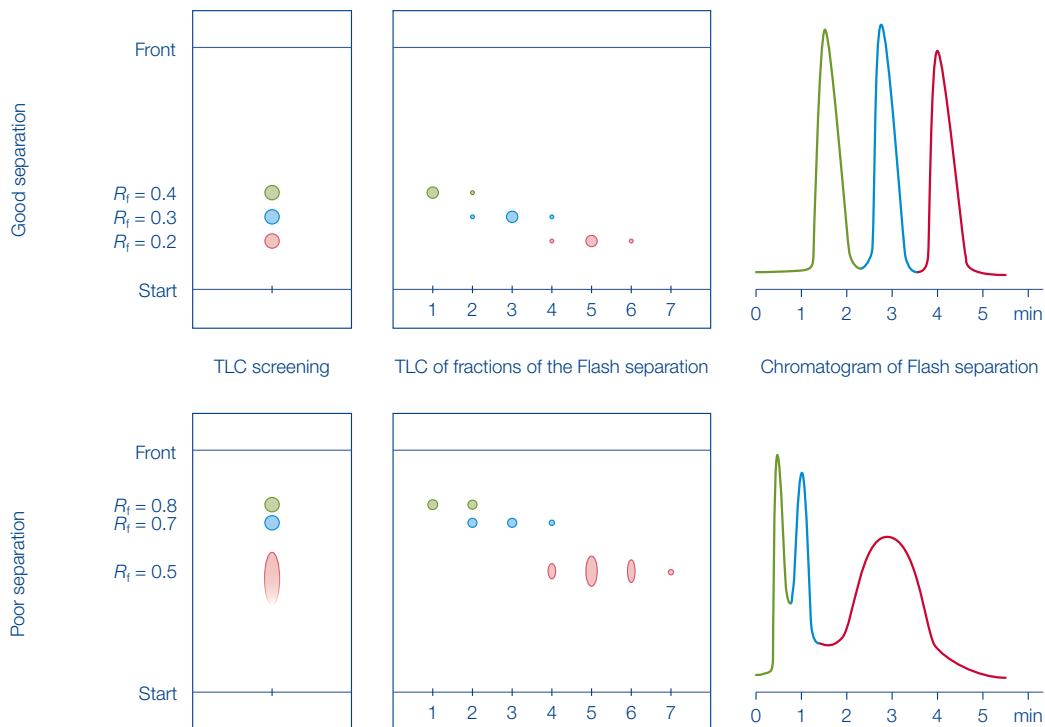 Good separation
Front
Rf = 0.4
Rf = 0.3
Rf = 0.2
Start
1 2 3 4 5 6 7
0 1 2 3 4 5 min
TLC screening
TLC of fractions of the Flash separation
Chromatogram of Flash separation
Poor separation
Front
Rf = 0.8
Rf = 0.7
Rf = 0.5
Start
1 2 3 4 5 6 7
0 1 2 3 4 5 min